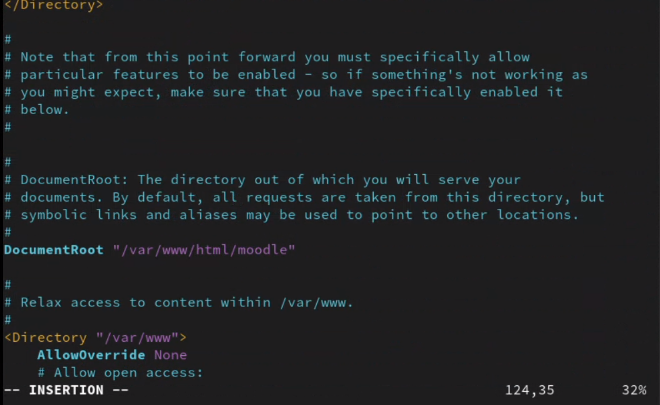 </Directory>
#
# Note that from this point forward you must specifically allow
# particular features to be enabled - so if something's not working as
# you might expect, make sure that you have specifically enabled it
# below.
#
#
# DocumentRoot: The directory out of which you will serve your
# documents. By default, all requests are taken from this directory, but
# symbolic links and aliases may be used to point to other locations.
#
DocumentRoot "/var/www/html/moodle"
#
# Relax access to content within /var/www.
#
<Directory "/var/www">
    AllowOverride None
    # Allow open access:
-- INSERTION -- 124,35 32%